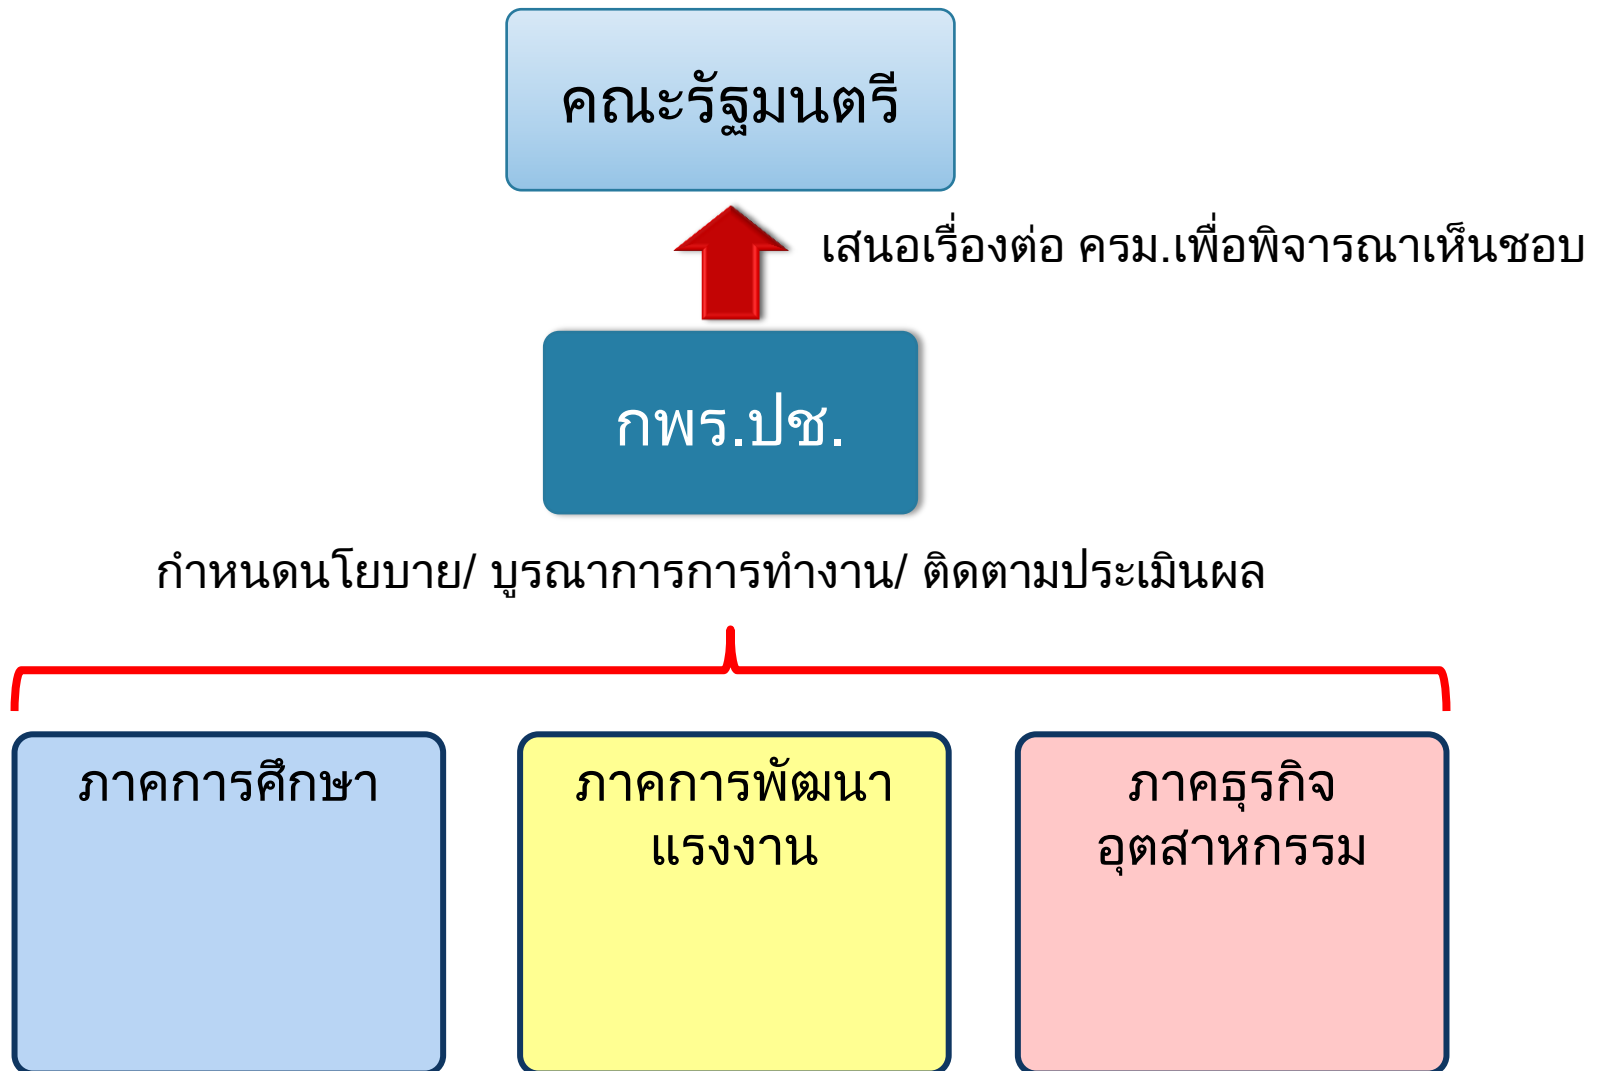 คณะรัฐมนตรี
เสนอเรื่องต่อ ครม.เพื่อพิจารณาเห็นชอบ
กพร.ปช.
กำหนดนโยบาย/ บูรณาการการทำงาน/ ติดตามประเมินผล
ภาคการศึกษา
ภาคการพัฒนา
แรงงาน
ภาคธุรกิจ
อุตสาหกรรม